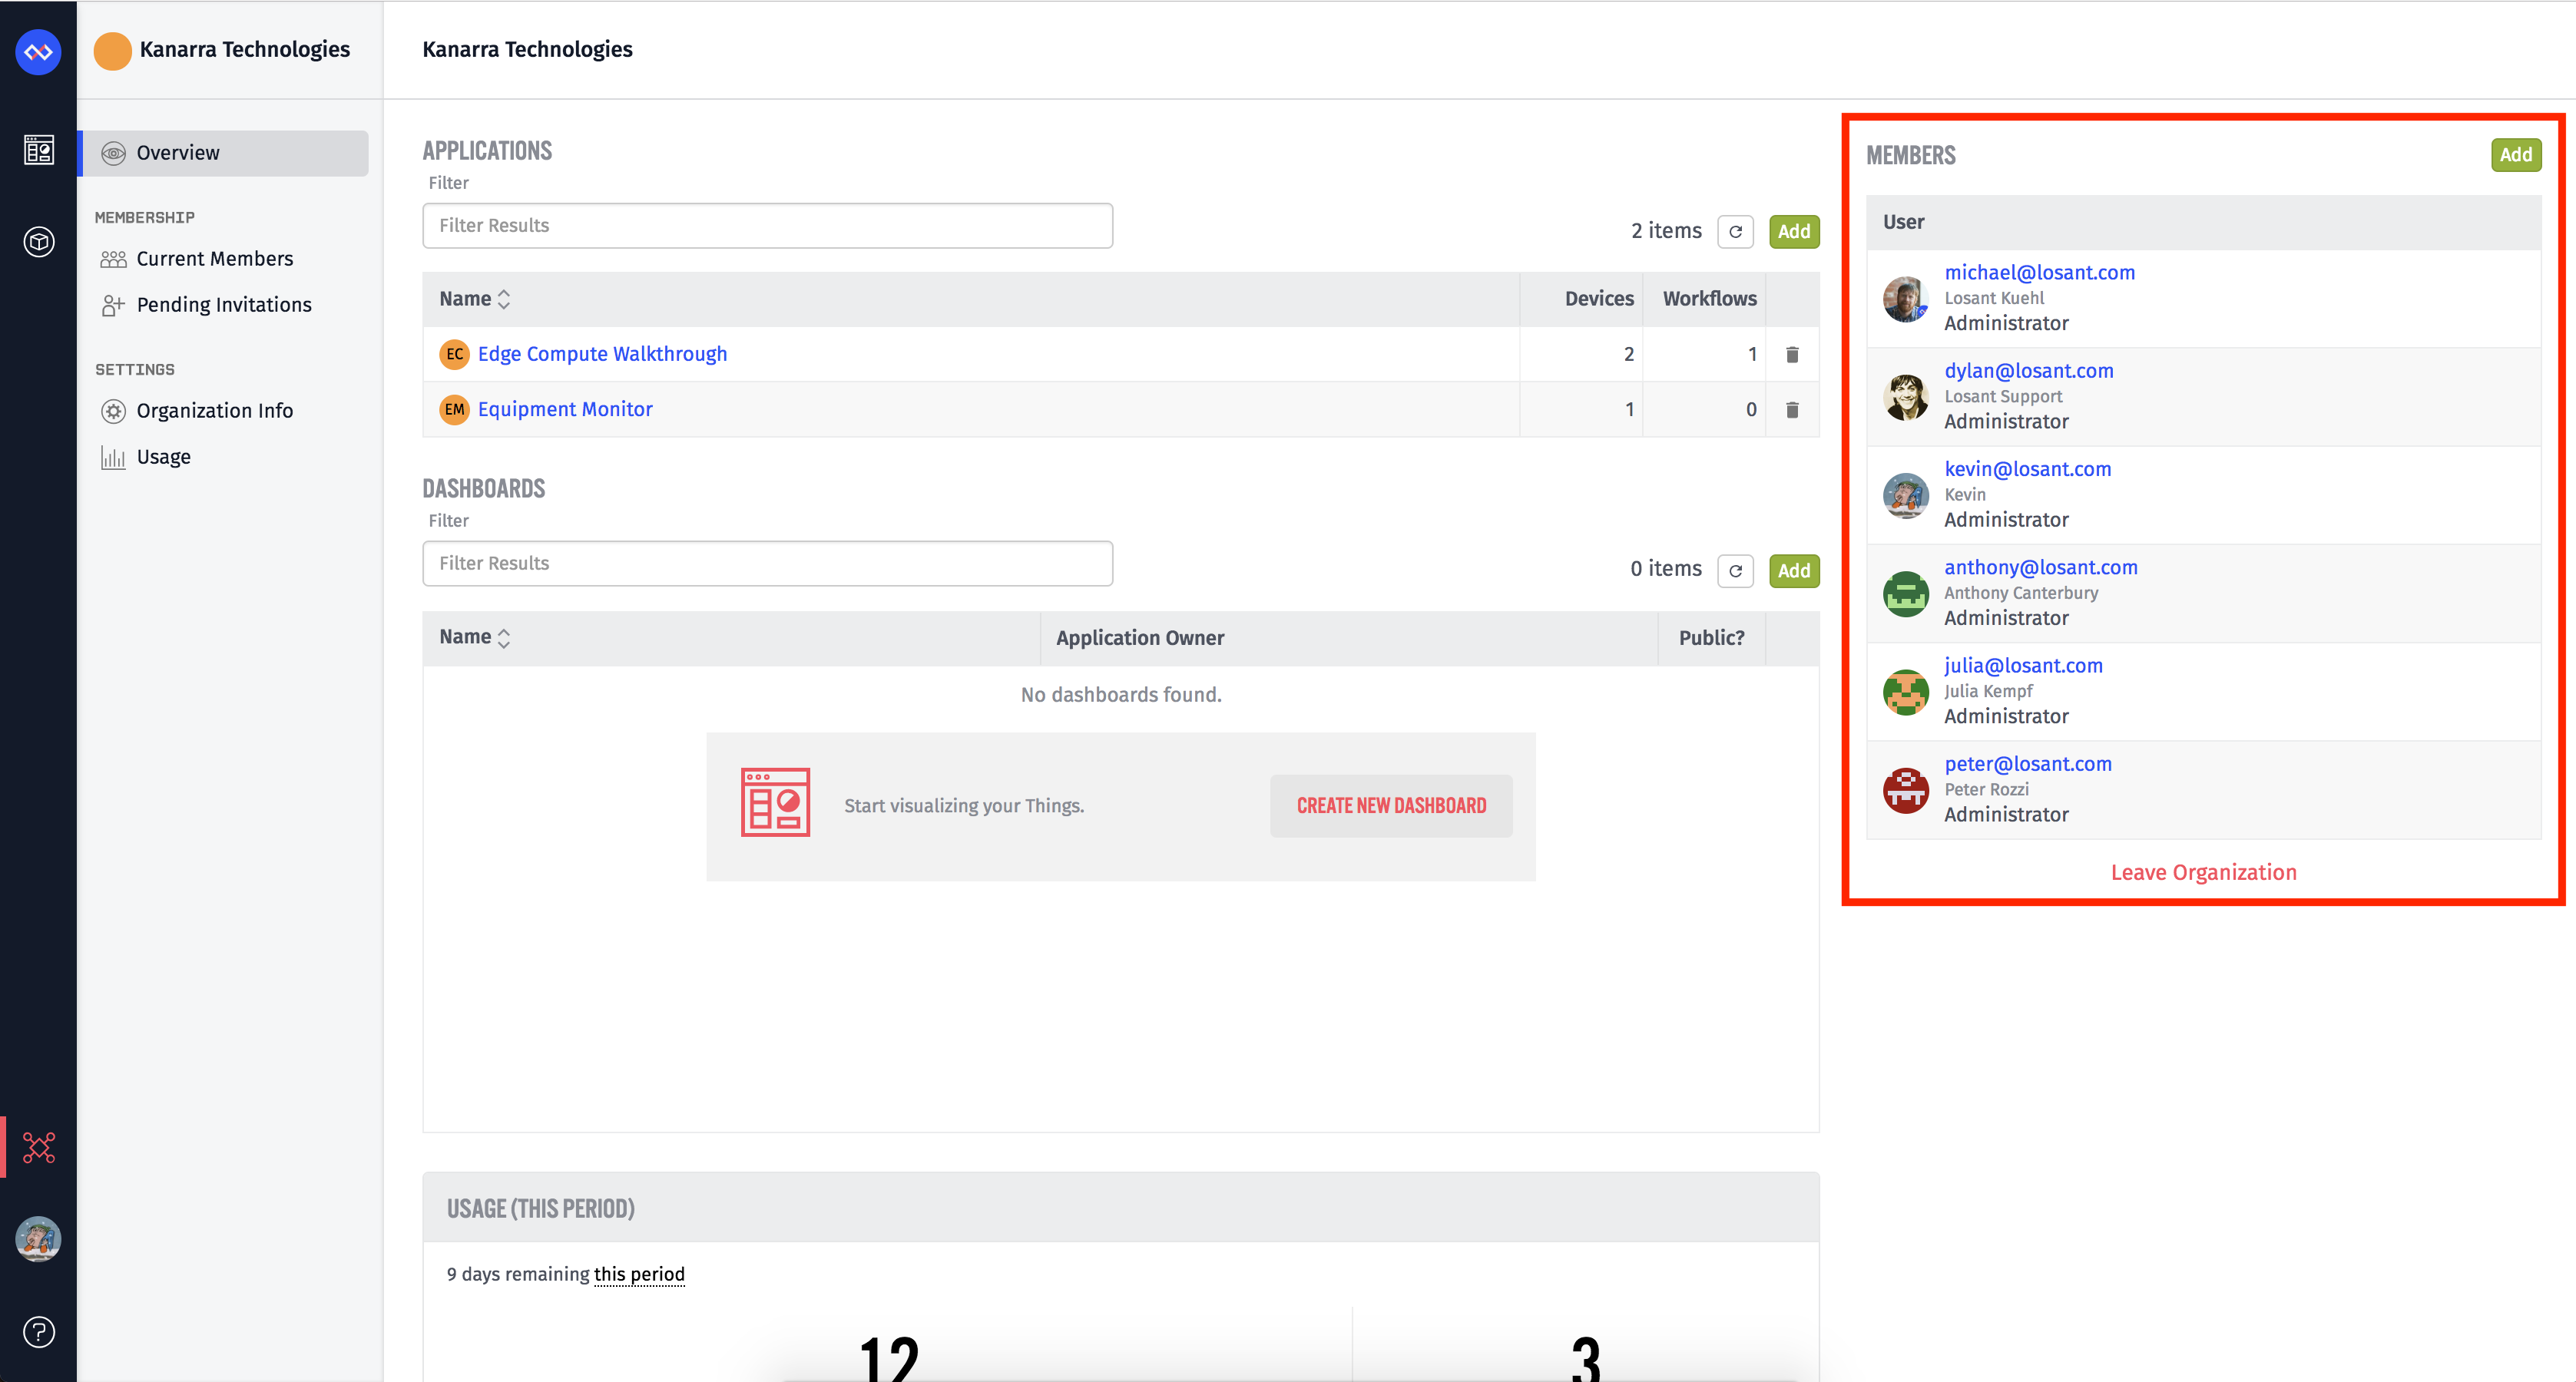 Kanarra Technologies
Overview
MEMBERSHIP
Current Members
Pending Invitations
SETTINGS
Organization Info
Usage
Kanarra Technologies
APPLICATIONS
Filter
Filter Results
2 items
Add
Name
Devices
Workflows
EC
Edge Compute Walkthrough
2
1
EM
Equipment Monitor
1
0
DASHBOARDS
Filter
Filter Results
0 items
Add
Name
Application Owner
Public?
No dashboards found.
Start visualizing your Things.
CREATE NEW DASHBOARD
USAGE (THIS PERIOD)
9 days remaining this period
12
3
MEMBERS
Add
User
michael@losant.com
Losant Kuehl
Administrator
dylan@losant.com
Losant Support
Administrator
kevin@losant.com
Kevin
Administrator
anthony@losant.com
Anthony Canterbury
Administrator
julia@losant.com
Julia Kempf
Administrator
peter@losant.com
Peter Rozzi
Administrator
Leave Organization
?